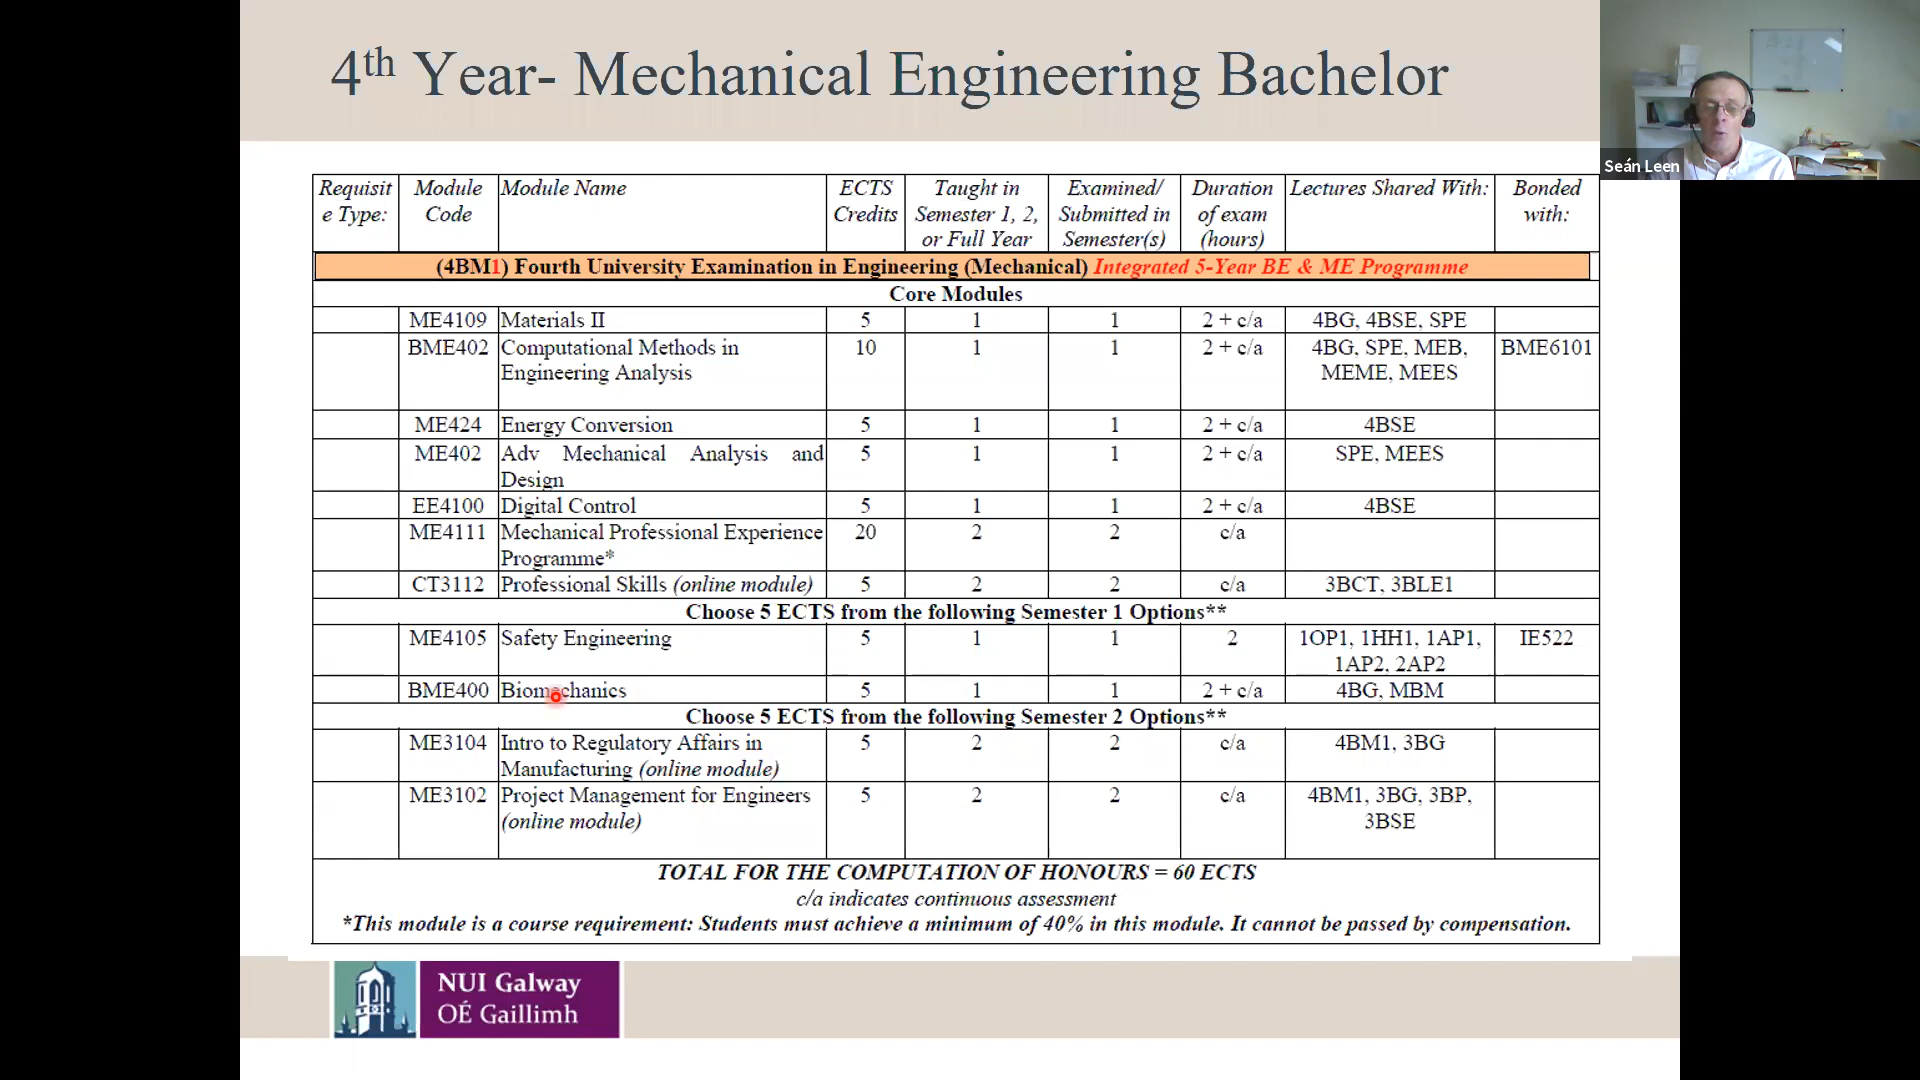 4th Year- Mechanical Engineering Bachelor
Seán Leen
Requisit Module Module Name ECTS Taught in Examined/ Duration Lectures Shared With: Bonded
e Type: Code Credits Semester 1, 2, Submitted in of exam with:
or Full Year Semester(s) (hours)
(4BM1) Fourth University Examination in Engineering (Mechanical) Integrated 5-Year BE & ME Programme
Core Modules
ME4109 Materials II 5 1 1 2 + c/a 4BG, 4BSE, SPE
BME402 Computational Methods in 10 1 1 2 + c/a 4BG, SPE, MEB, BME6101
Engineering Analysis MEME, MEES
ME424 Energy Conversion 5 1 1 2 + c/a 4BSE
ME402 Adv Mechanical Analysis and 5 1 1 2 + c/a SPE, MEES
Design
EE4100 Digital Control 5 1 1 2 + c/a 4BSE
ME4111 Mechanical Professional Experience 20 2 2 c/a
Programme*
CT3112 Professional Skills (online module) 5 2 2 c/a 3BCT, 3BLE1
Choose 5 ECTS from the following Semester 1 Options**
ME4105 Safety Engineering 5 1 1 2 1OP1, 1HH1, 1AP1, IE522
1AP2, 2AP2
BME400 Biomechanics 5 1 1 2 + c/a 4BG, MBM
Choose 5 ECTS from the following Semester 2 Options**
ME3104 Intro to Regulatory Affairs in 5 2 2 c/a 4BM1, 3BG
Manufacturing (online module)
ME3102 Project Management for Engineers 5 2 2 c/a 4BM1, 3BG, 3BP,
(online module) 3BSE
TOTAL FOR THE COMPUTATION OF HONOURS = 60 ECTS
c/a indicates continuous assessment
*This module is a course requirement: Students must achieve a minimum of 40% in this module. It cannot be passed by compensation.
NUI Galway
OÉ Gaillimh